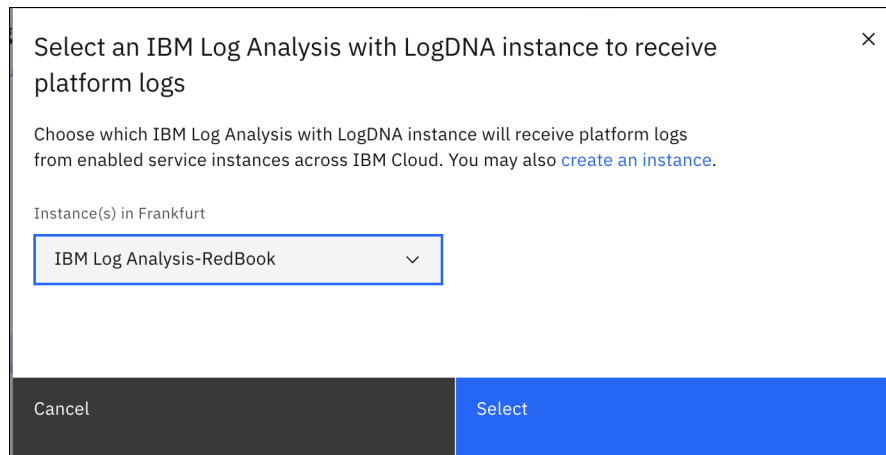 Select an IBM Log Analysis with LogDNA instance to receive
platform logs
Choose which IBM Log Analysis with LogDNA instance will receive platform logs
from enabled service instances across IBM Cloud. You may also create an instance.
Instance(s) in Frankfurt
IBM Log Analysis-RedBook
Cancel
Select